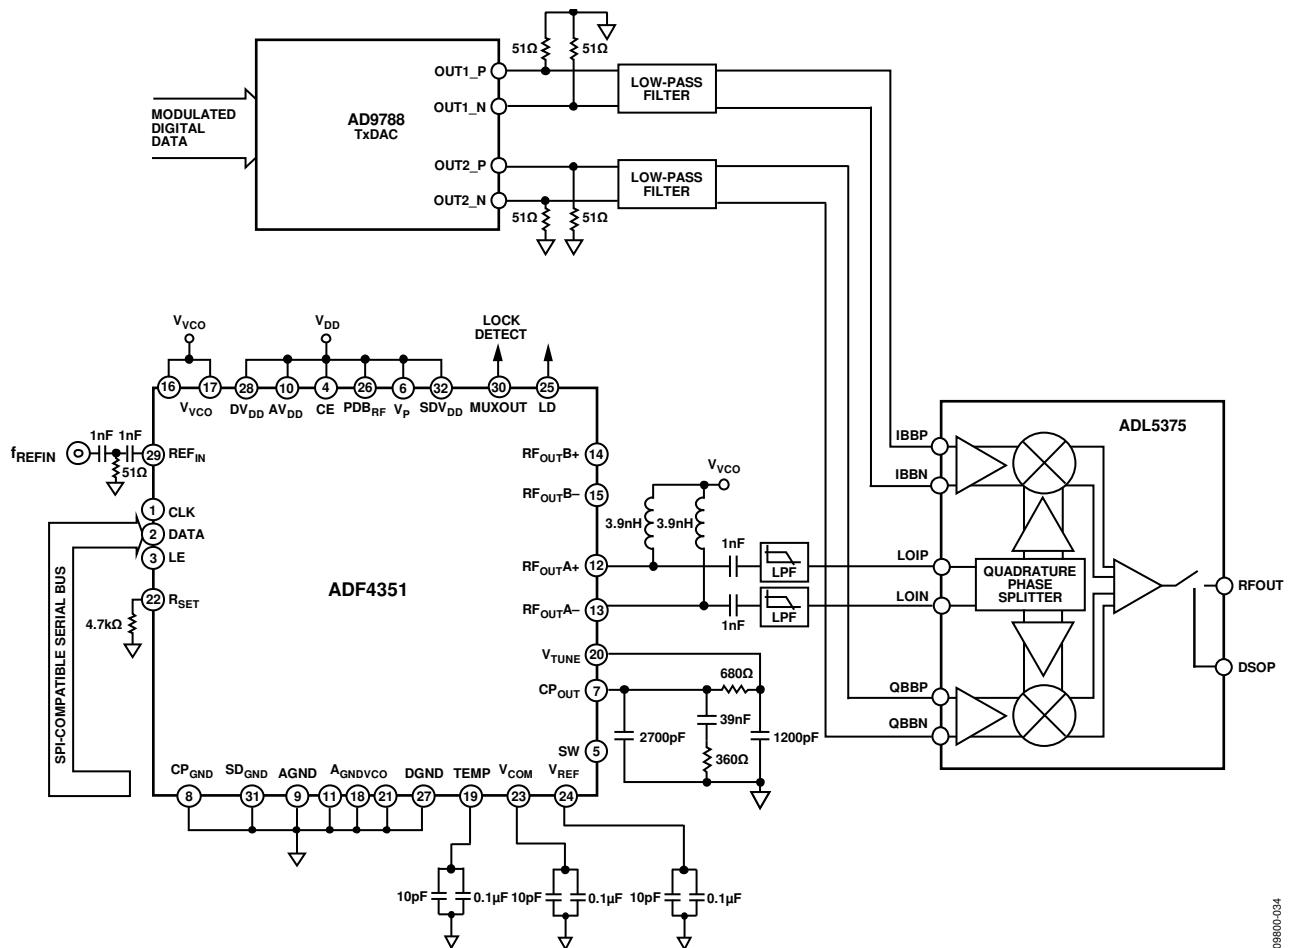 51Ω
51Ω
OUT1_P
OUT1_N
OUT2_P
OUT2_N
MODULATED
DIGITAL
DATA
AD9788
TxDAC
LOW-PASS
FILTER
LOW-PASS
FILTER
51Ω
51Ω
VVCO
VDD
LOCK
DETECT
16
17
28
10
4
26
6
32
30
25
VVCO
DVDD
AVDD
CE
PDBRF
VP
SDVDD
MUXOUT
LD
fREFIN
1nF
1nF
51Ω
29
REFIN
1
CLK
2
DATA
3
LE
22
RSET
4.7kΩ
SPI-COMPATIBLE SERIAL BUS
ADF4351
RFOUTB+
14
RFOUTB–
15
RFOUTA+
12
RFOUTA–
13
VTUNE
20
CPOUT
7
SW
5
VVCO
3.9nH
3.9nH
1nF
LPF
1nF
LPF
680Ω
39nF
2700pF
1200pF
360Ω
CPGND
SDGND
AGND
AGNDVCO
DGND
TEMP
VCOM
VREF
8
31
9
11
18
21
27
19
23
24
10pF
0.1µF
10pF
0.1µF
10pF
0.1µF
ADL5375
IBBP
IBBN
LOIP
LOIN
QBBP
QBBN
QUADRATURE
PHASE
SPLITTER
RFOUT
DSOP
09800-034